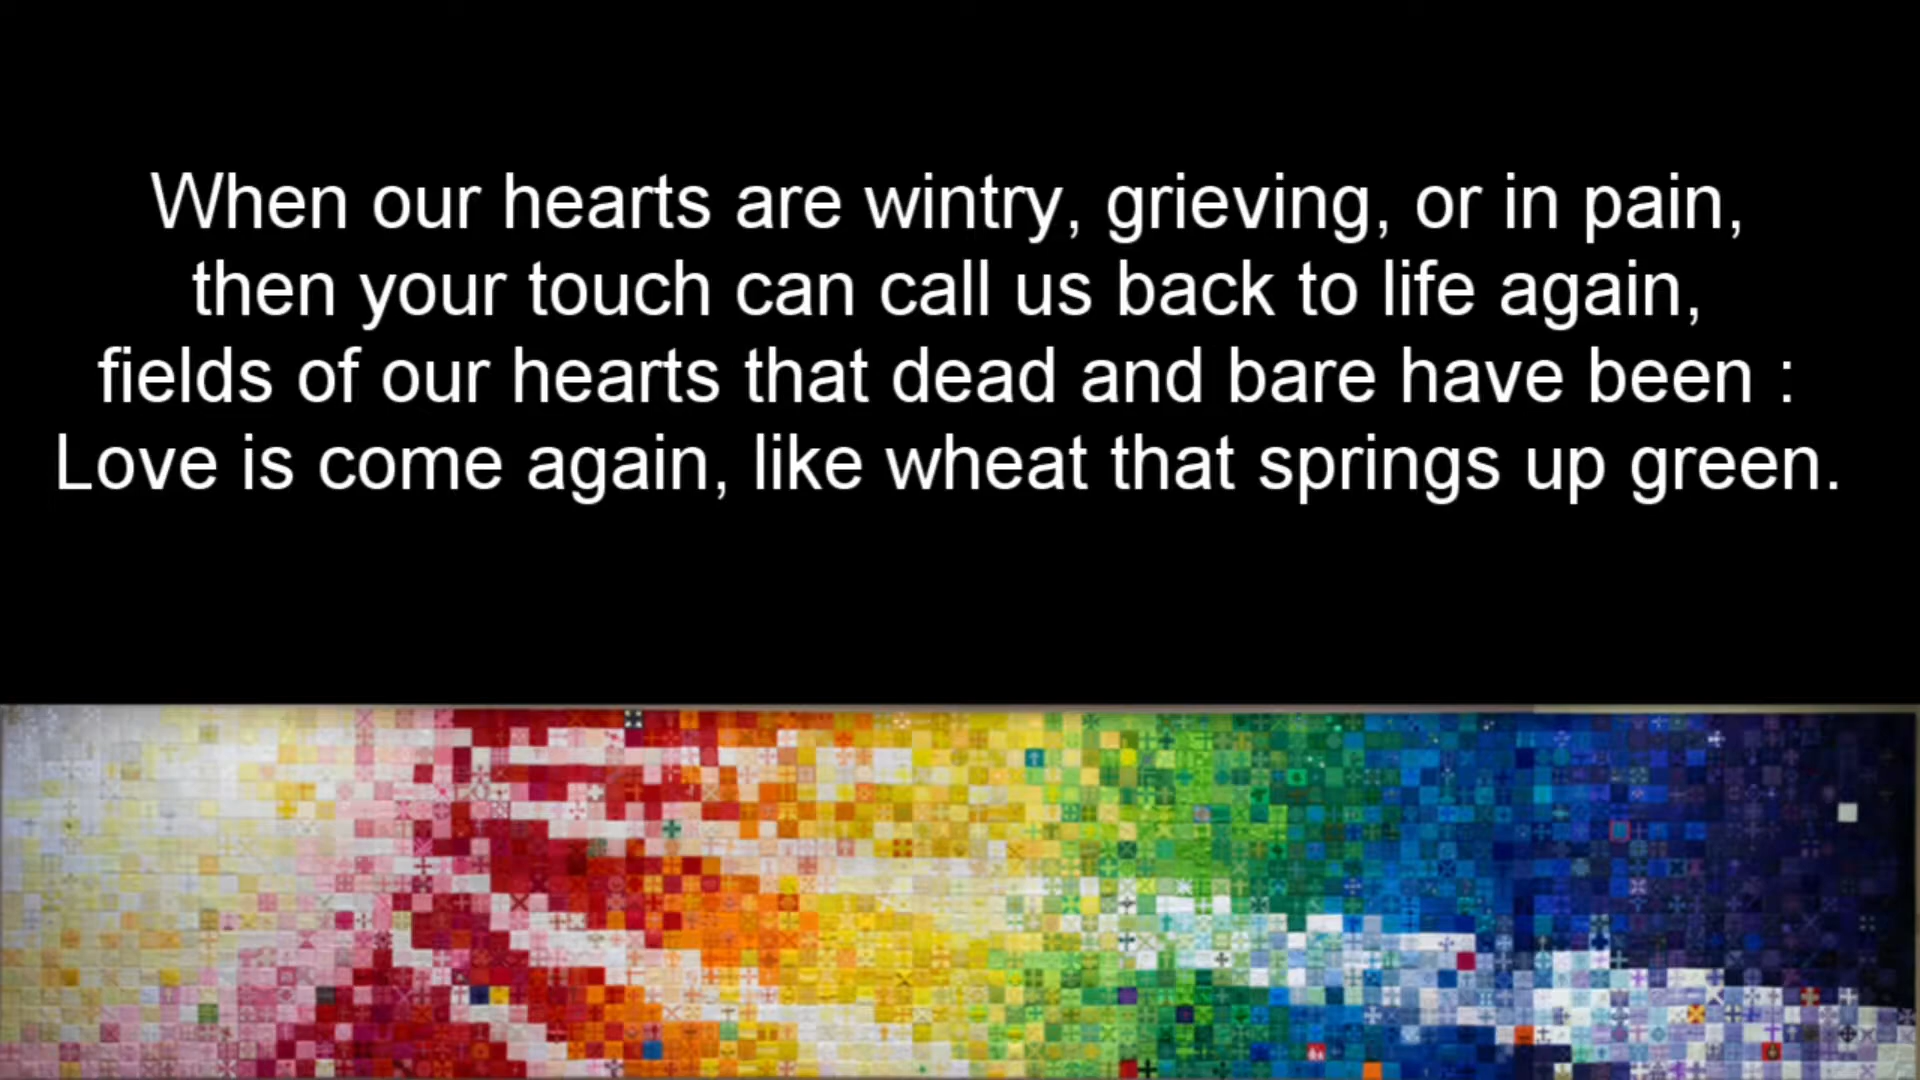 When our hearts are wintry, grieving, or in pain,
then your touch can call us back to life again,
fields of our hearts that dead and bare have been :
Love is come again, like wheat that springs up green.